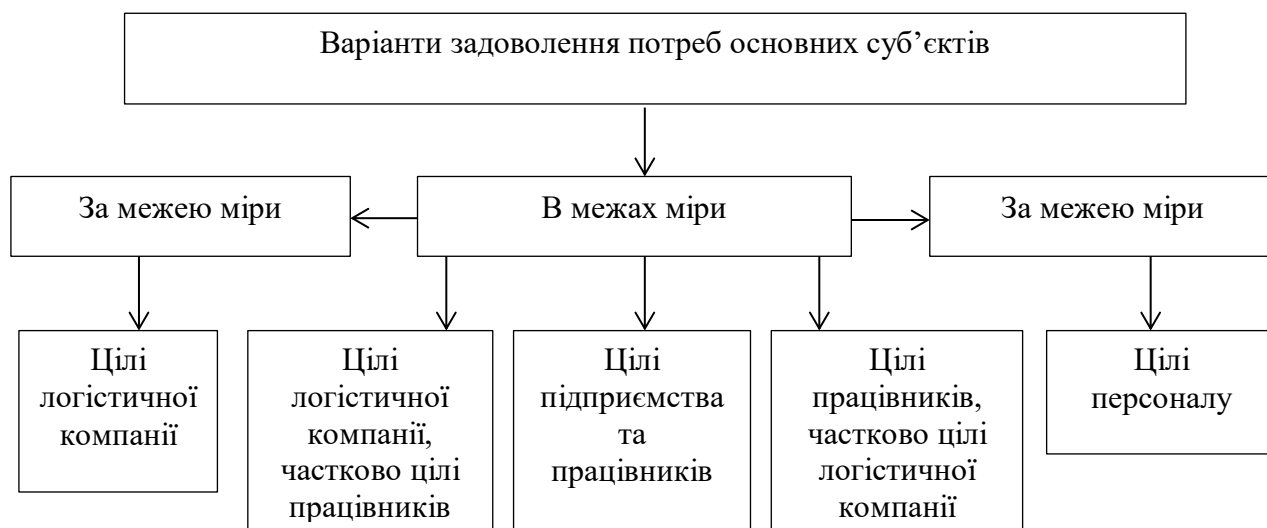 Варіанти задоволення потреб основних суб’єктів
За межею міри
В межах міри
За межею міри
Цілі
логістичної
компанії
Цілі
логістичної
компанії,
частково цілі
працівників
Цілі
підприємства
та
працівників
Цілі
працівників,
частково цілі
логістичної
компанії
Цілі
персоналу